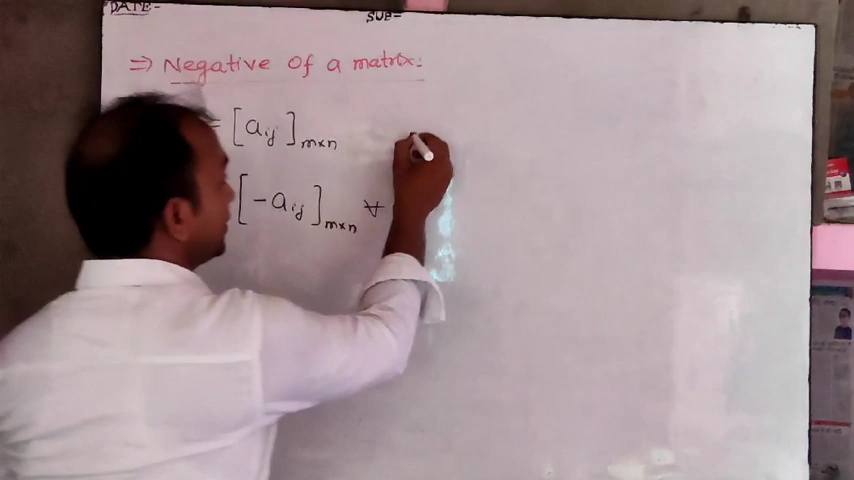 DATE-
SUB=
⇒ Negative of a matrix:
= [aij]m×n
[-aij]m×n ∀